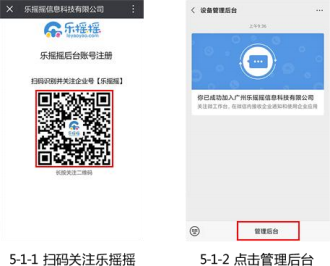 乐摇摇信息科技有限公司
乐摇摇
乐摇摇后台账号注册
扫码识别并关注企业号【乐摇摇】
长按关注二维码
5-1-1 扫码关注乐摇摇
设备管理后台
上午9:36
你已成功加入广州乐摇摇信息科技有限公司
管理后台
5-1-2 点击管理后台